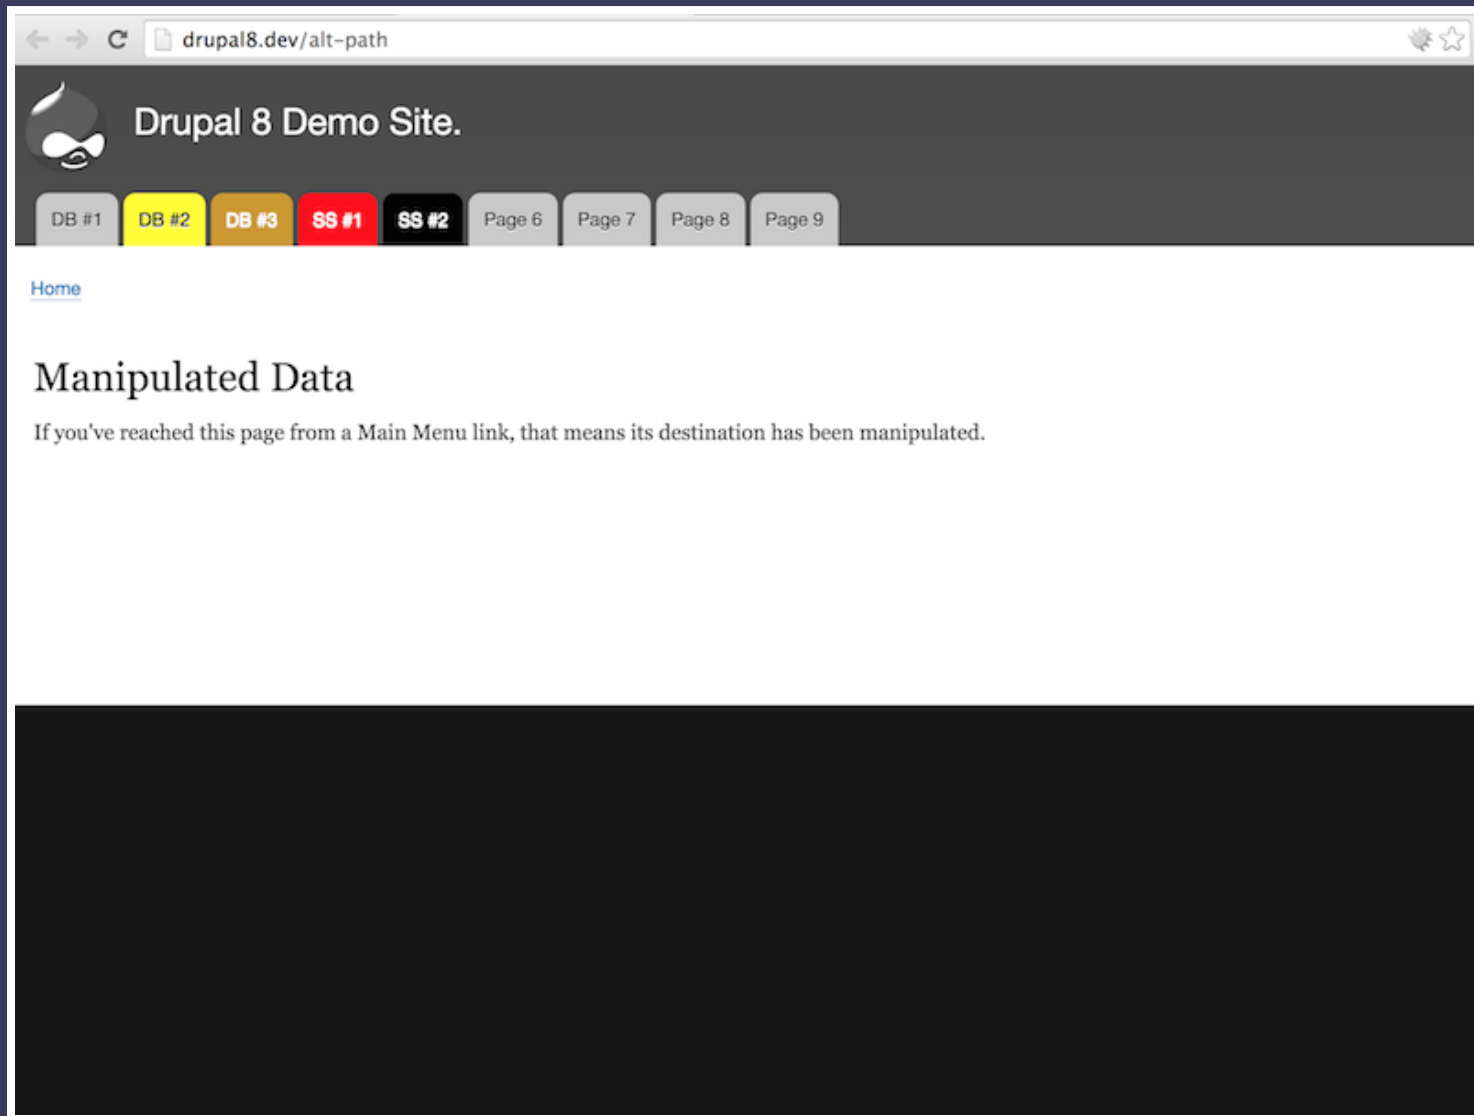 drupal8.dev/alt-path
Drupal 8 Demo Site.
DB #1 DB #2 DB #3 SS #1 SS #2 Page 6 Page 7 Page 8 Page 9
Home
Manipulated Data
If you've reached this page from a Main Menu link, that means its destination has been manipulated.